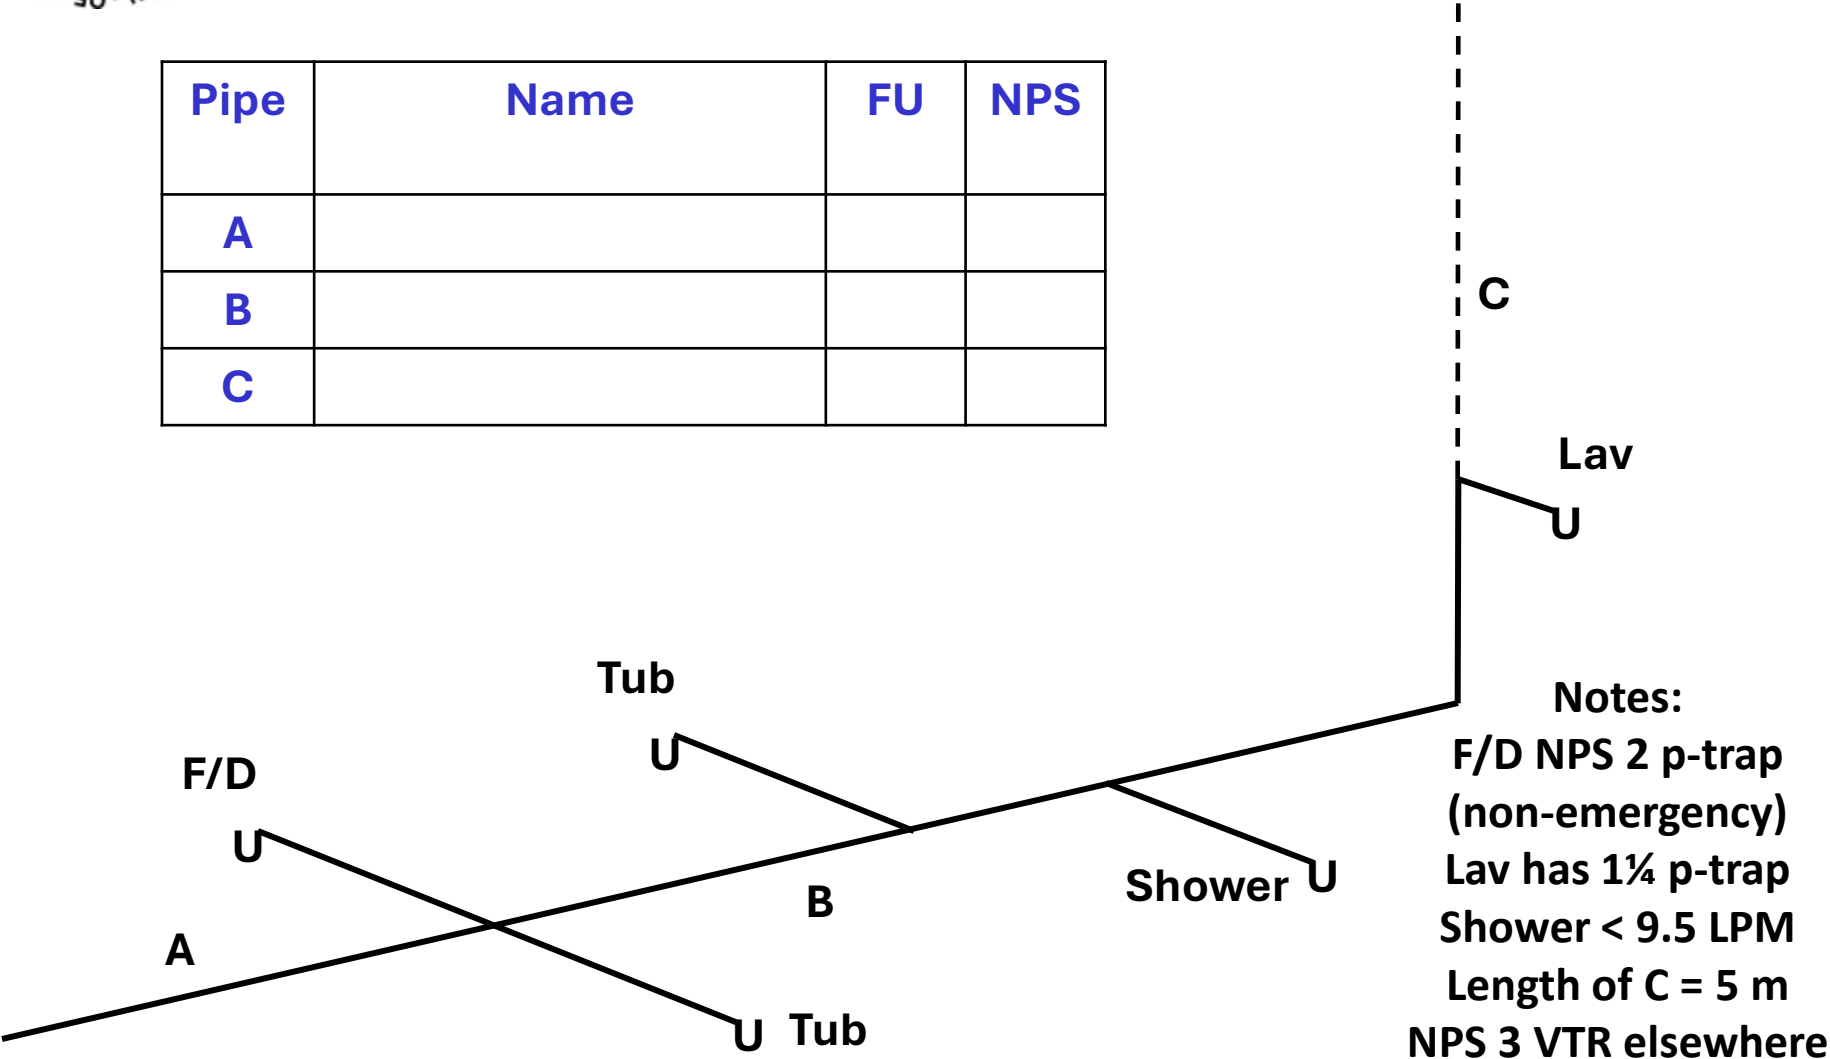 Pipe Name FU NPS
A
B
C
C
Lav
U
Tub
U
F/D
U
Shower U
B
A
U Tub
Notes:
F/D NPS 2 p-trap
(non-emergency)
Lav has 1¼ p-trap
Shower < 9.5 LPM
Length of C = 5 m
NPS 3 VTR elsewhere